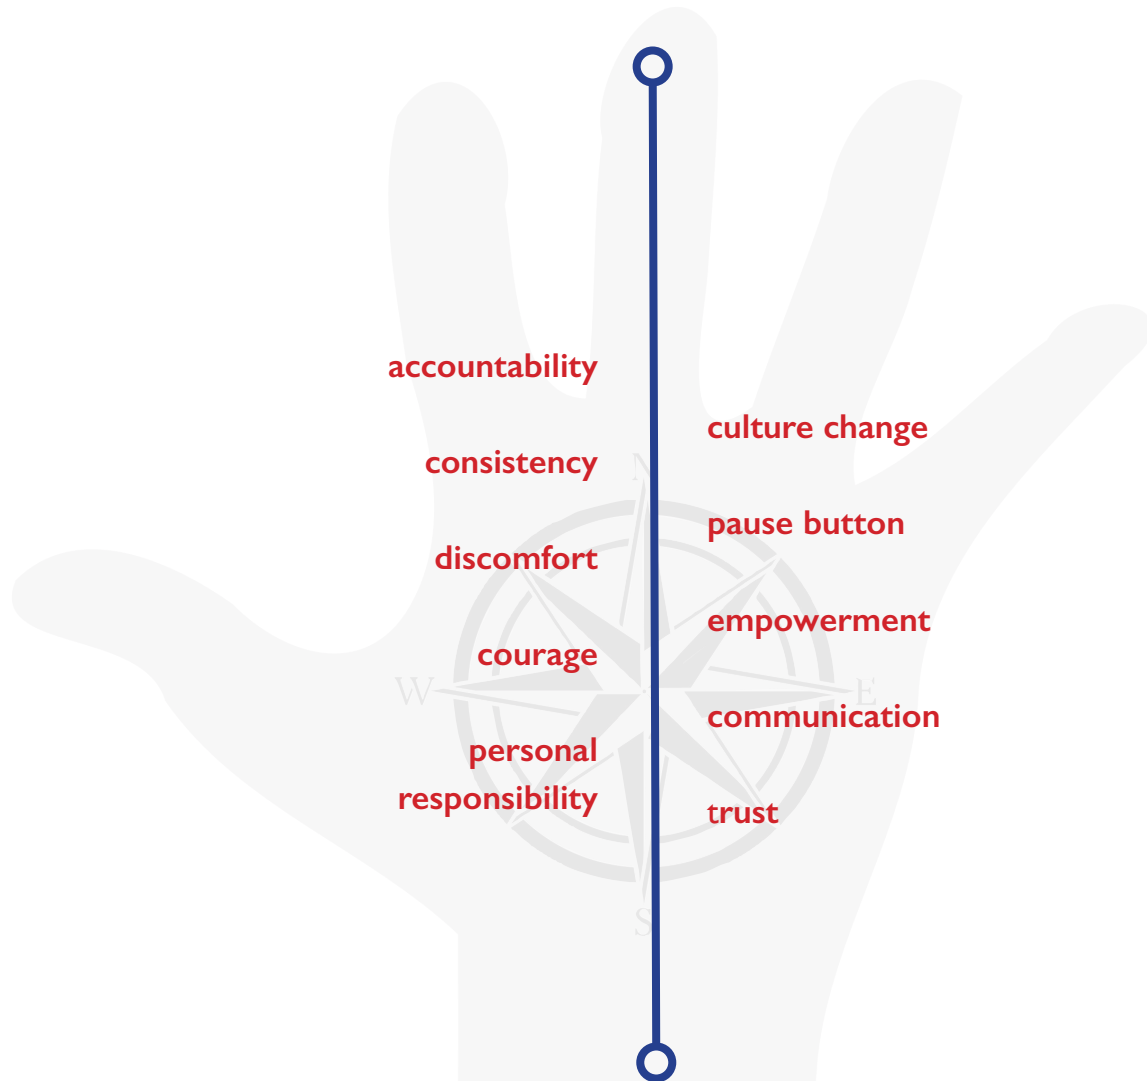 accountability
culture change
consistency
N
pause button
discomfort
empowerment
courage
W
E
communication
personal
responsibility
trust
S